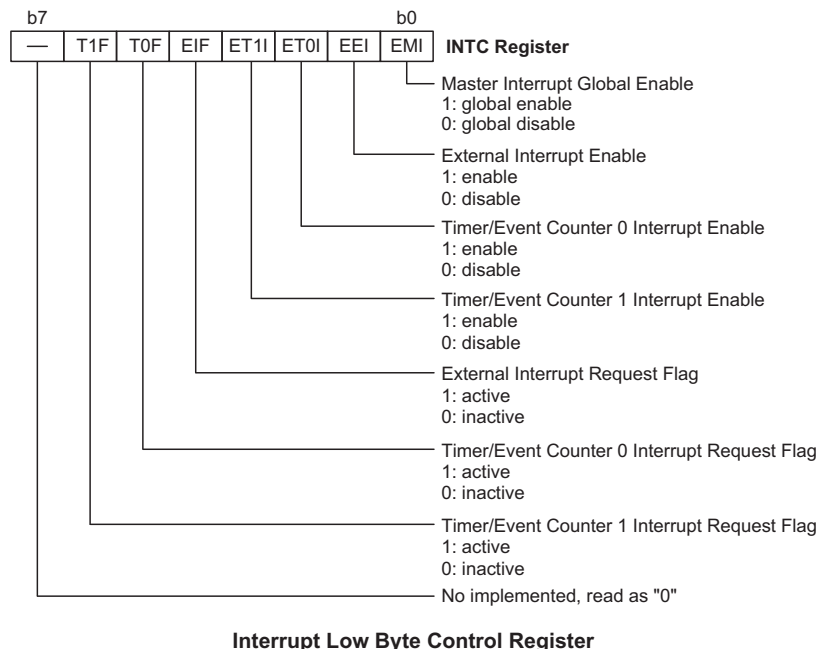 b7 b0
— T1F T0F EIF ET1I ET0I EEI EMI INTC Register
Master Interrupt Global Enable
1: global enable
0: global disable
External Interrupt Enable
1: enable
0: disable
Timer/Event Counter 0 Interrupt Enable
1: enable
0: disable
Timer/Event Counter 1 Interrupt Enable
1: enable
0: disable
External Interrupt Request Flag
1: active
0: inactive
Timer/Event Counter 0 Interrupt Request Flag
1: active
0: inactive
Timer/Event Counter 1 Interrupt Request Flag
1: active
0: inactive
No implemented, read as "0"
Interrupt Low Byte Control Register